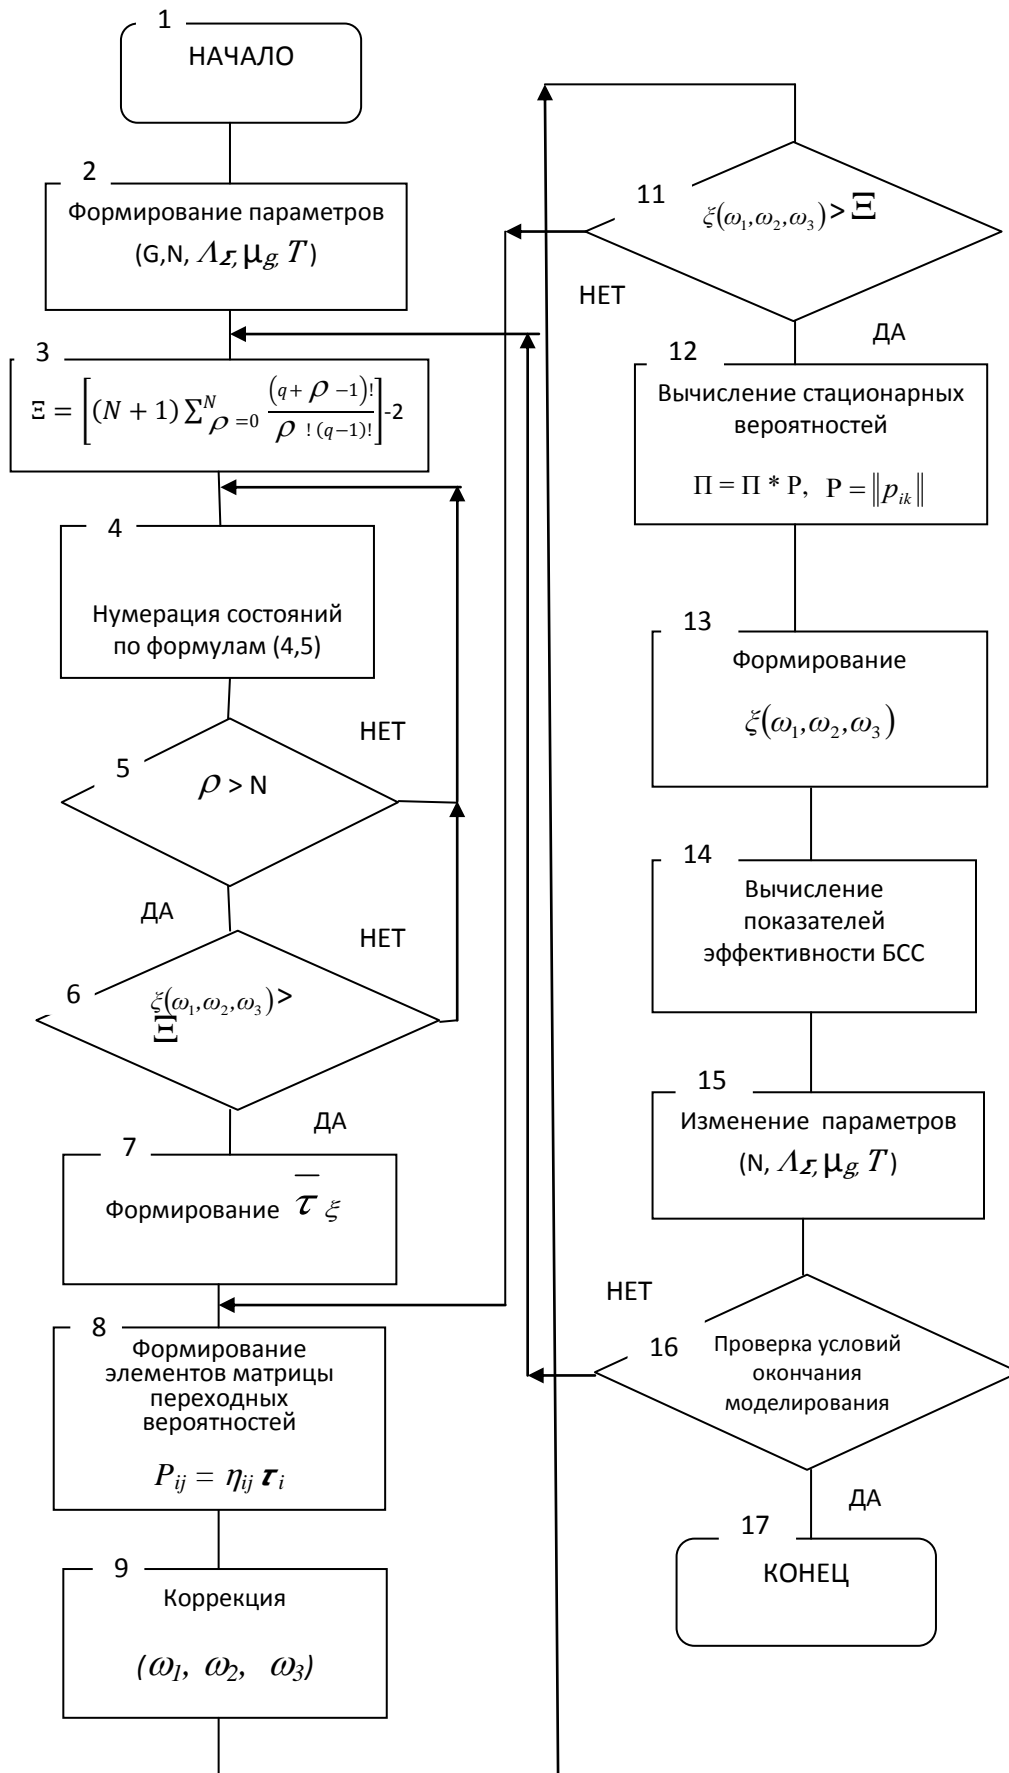 1
НАЧАЛО
2
Формирование параметров
(G,N, Λ_Σ, μ_g, T)
3
Ξ = [(N + 1) ∑_{ρ=0}^{N} (q + ρ −1)! / ρ ! (q−1)!] -2
4
Нумерация состояний
по формулам (4,5)
НЕТ
5
ρ > N
ДА
НЕТ
6
ξ(ω₁,ω₂,ω₃) >
Ξ
ДА
7
Формирование τ̅ ξ
8
Формирование
элементов матрицы
переходных
вероятностей
P_ij = η_ij τ_i
9
Коррекция
(ω₁, ω₂, ω₃)
11
ξ(ω₁,ω₂,ω₃) > Ξ
НЕТ
ДА
12
Вычисление стационарных
вероятностей
Π = Π * P, P = ‖p_ik‖
13
Формирование
ξ(ω₁,ω₂,ω₃)
14
Вычисление
показателей
эффективности БСС
15
Изменение параметров
(N, Λ_Σ, μ_g, T)
НЕТ
16
Проверка условий
окончания
моделирования
ДА
17
КОНЕЦ